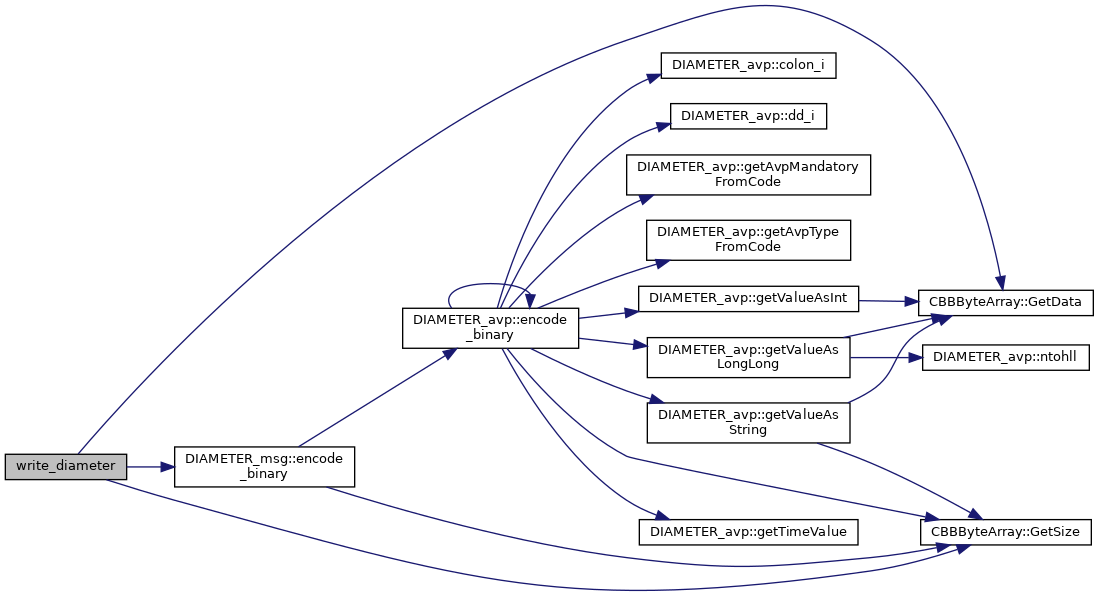 DIAMETER_avp::colon_i
DIAMETER_avp::dd_i
DIAMETER_avp::getAvpMandatory
FromCode
DIAMETER_avp::getAvpType
FromCode
DIAMETER_avp::getValueAsInt
CBBByteArray::GetData
DIAMETER_avp::encode
_binary
DIAMETER_avp::getValueAs
LongLong
DIAMETER_avp::ntohll
DIAMETER_avp::getValueAs
String
write_diameter
DIAMETER_msg::encode
_binary
DIAMETER_avp::getTimeValue
CBBByteArray::GetSize